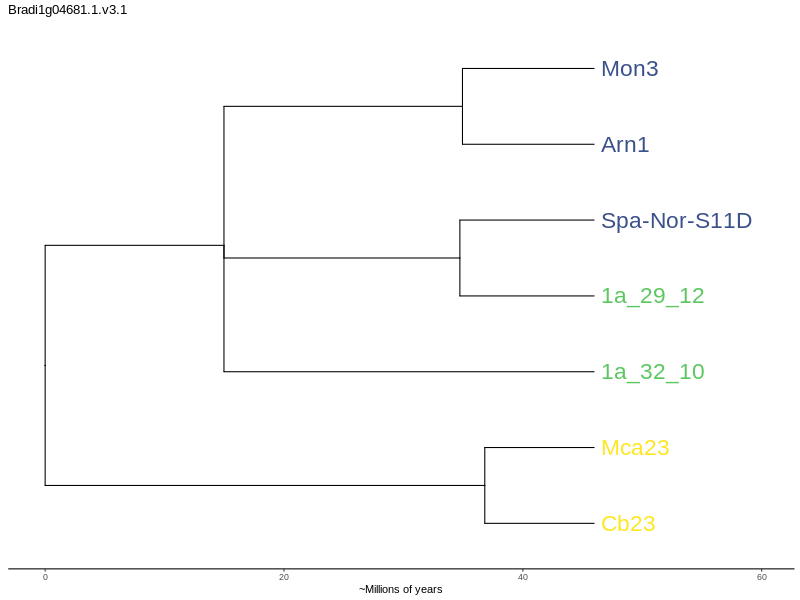 Bradi1g04681.1.v3.1
Mon3
Arn1
Spa-Nor-S11D
1a_29_12
1a_32_10
Mca23
Cb23
0 20 40 60
~Millions of years